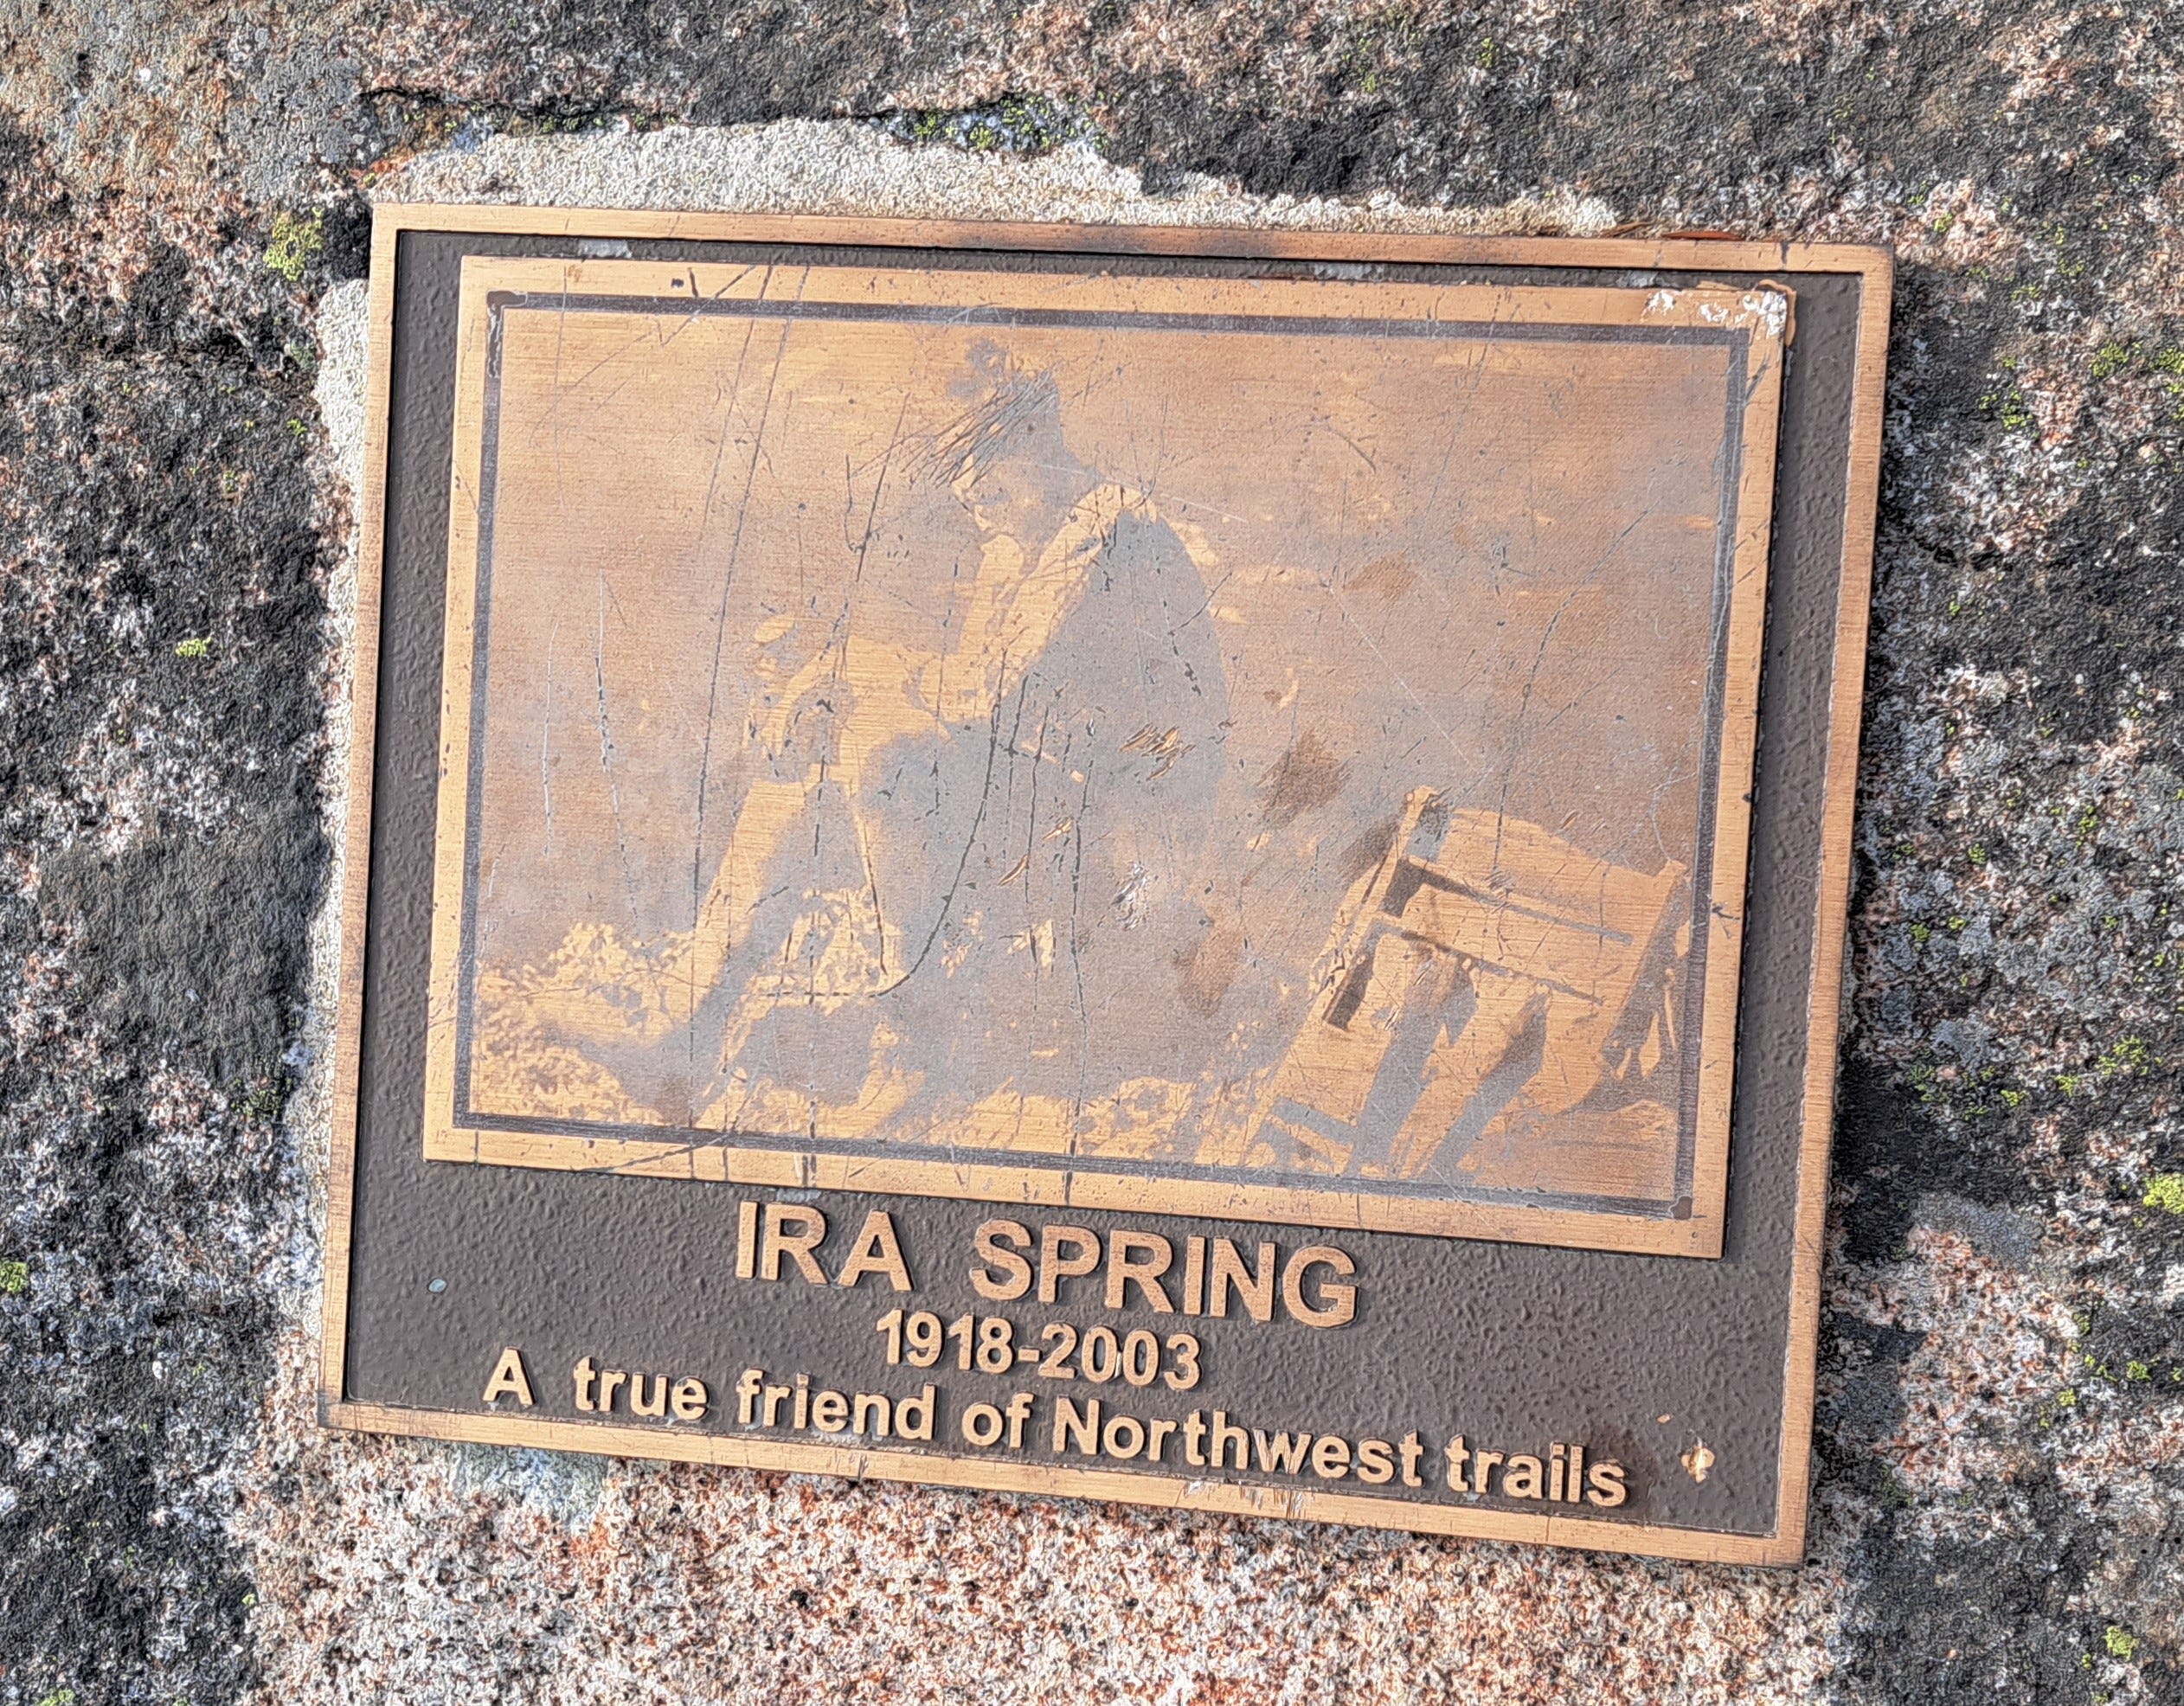 IRA SPRING
1918-2003
A true friend of Northwest trails